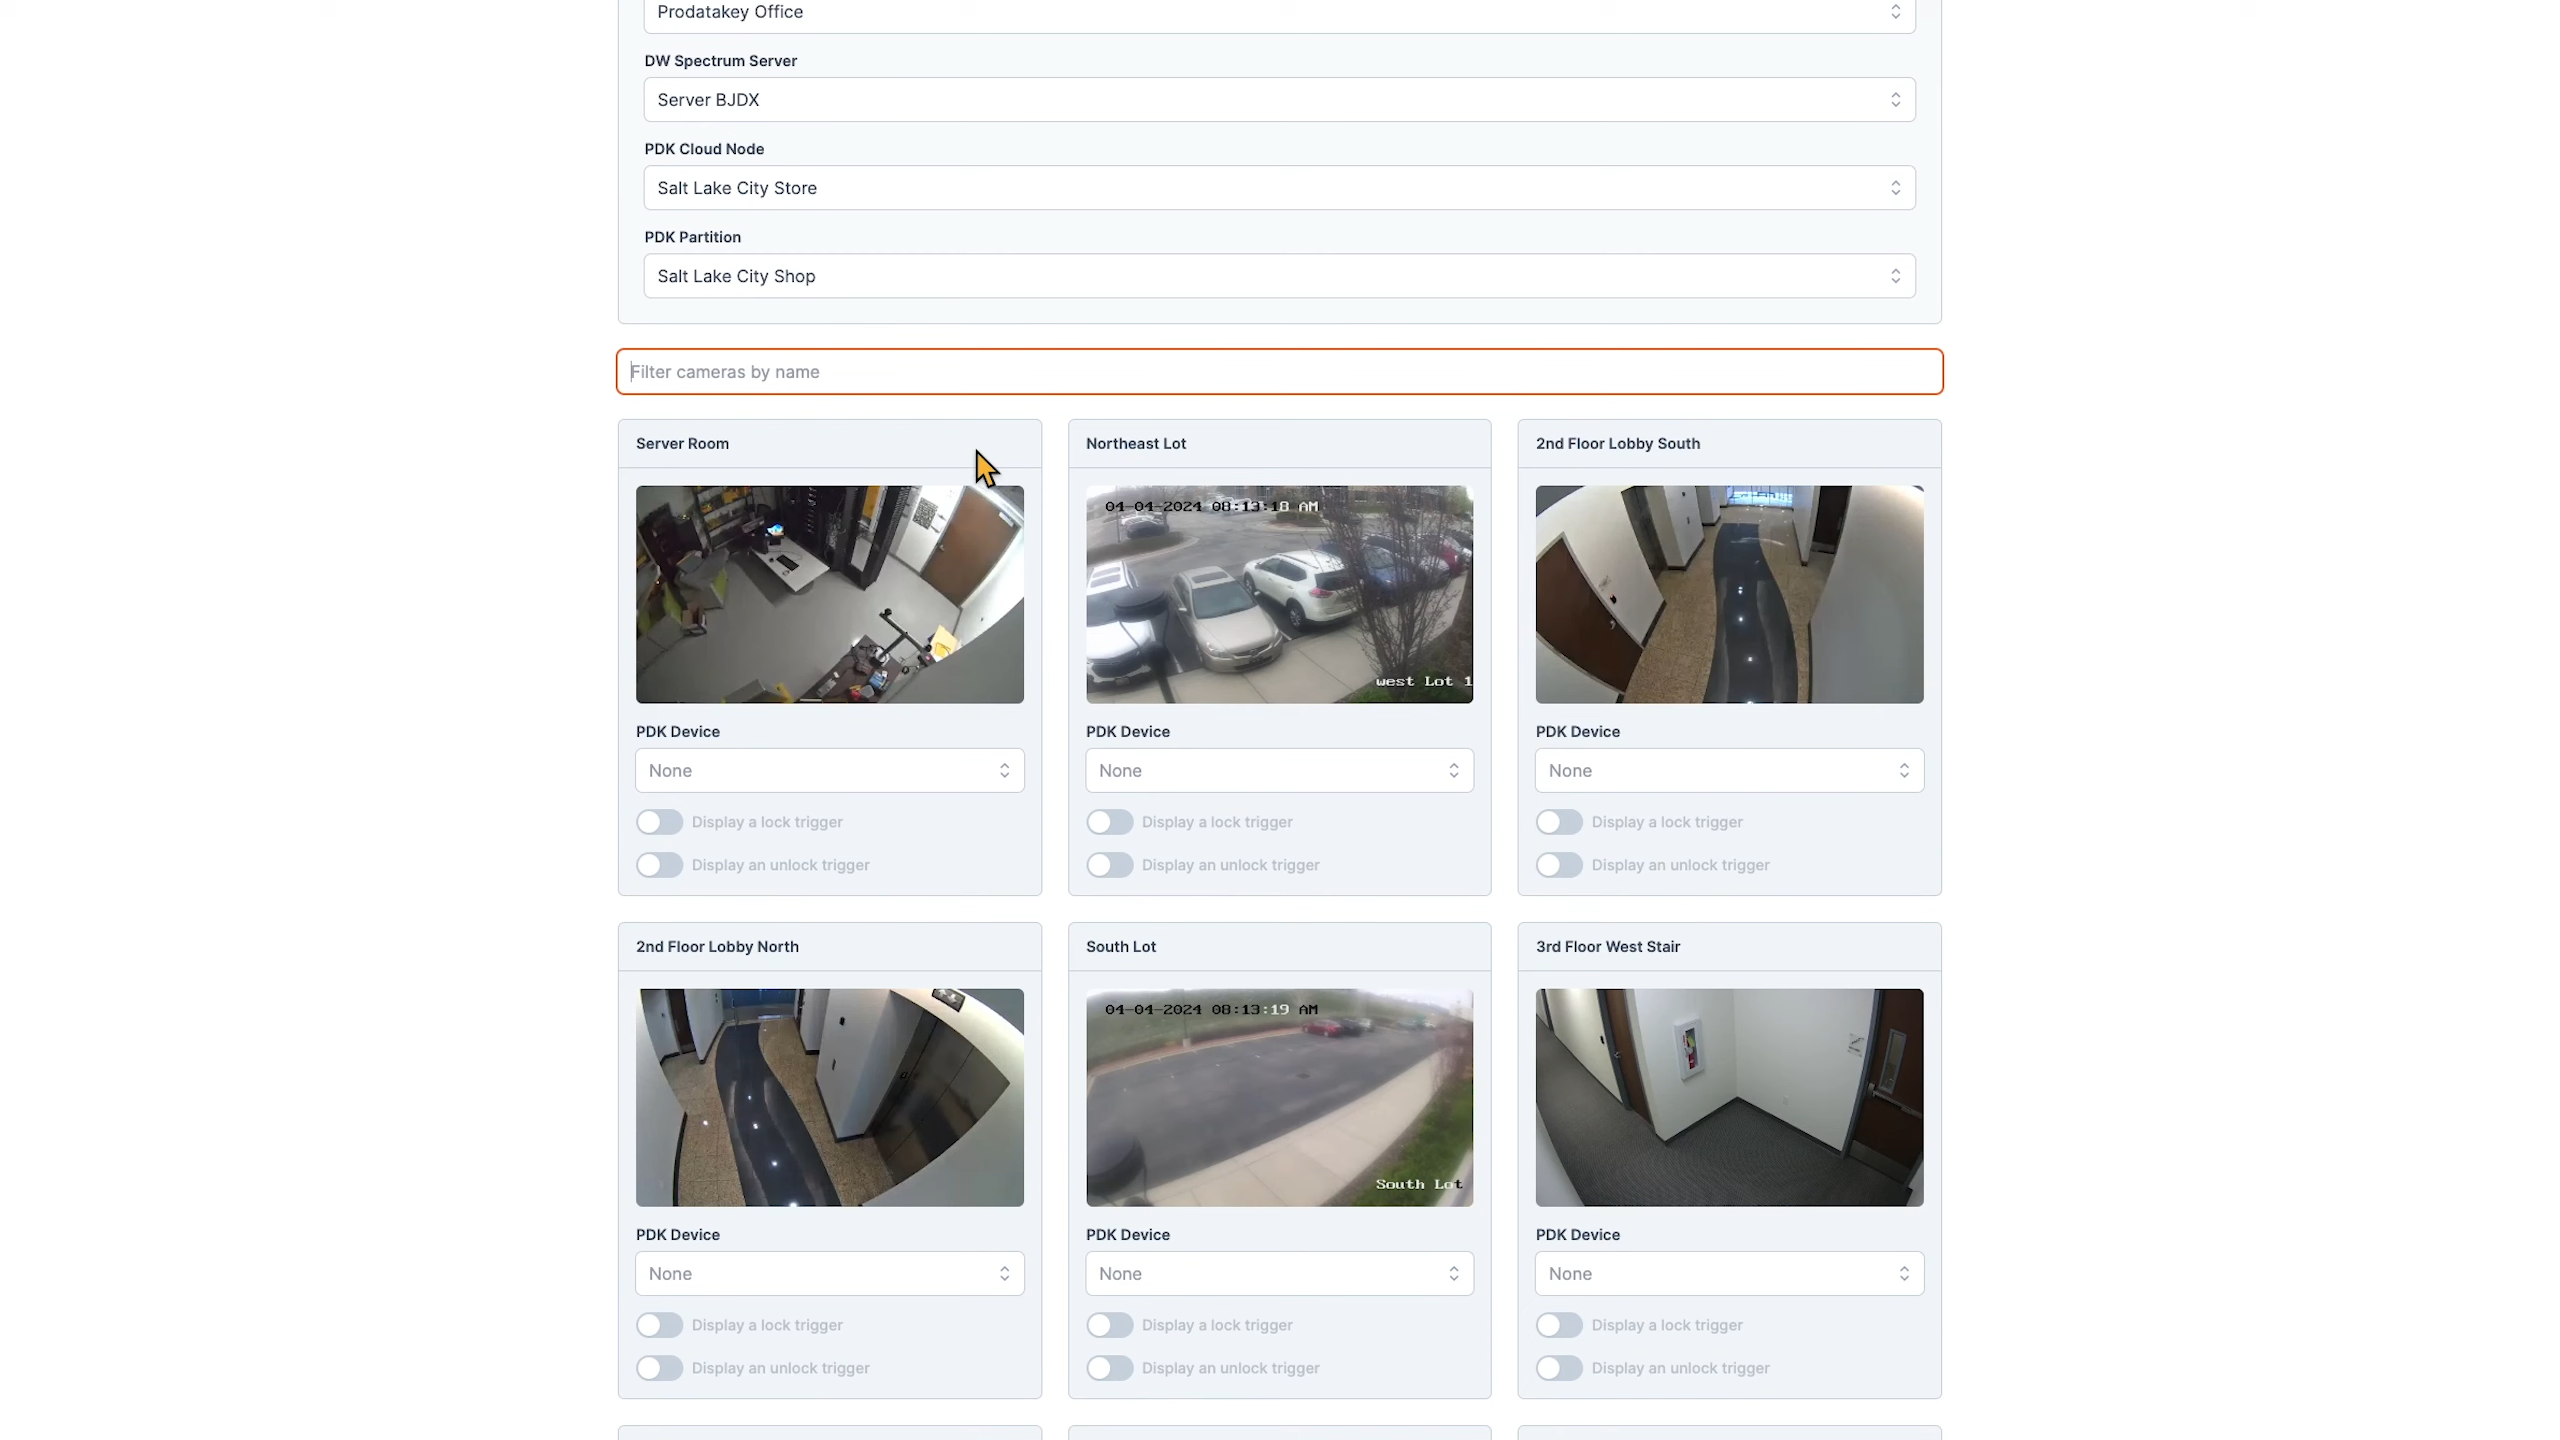 Prodatakey Office
DW Spectrum Server
Server BJDX
PDK Cloud Node
Salt Lake City Store
PDK Partition
Salt Lake City Shop
Filter cameras by name
Server Room
Northeast Lot
2nd Floor Lobby South
04-04-2024 08:13:18 AM
west Lot 1
PDK Device
PDK Device
PDK Device
None
None
None
Display a lock trigger
Display a lock trigger
Display a lock trigger
Display an unlock trigger
Display an unlock trigger
Display an unlock trigger
2nd Floor Lobby North
South Lot
3rd Floor West Stair
04-04-2024 08:13:19 AM
South Lot
PDK Device
PDK Device
PDK Device
None
None
None
Display a lock trigger
Display a lock trigger
Display a lock trigger
Display an unlock trigger
Display an unlock trigger
Display an unlock trigger